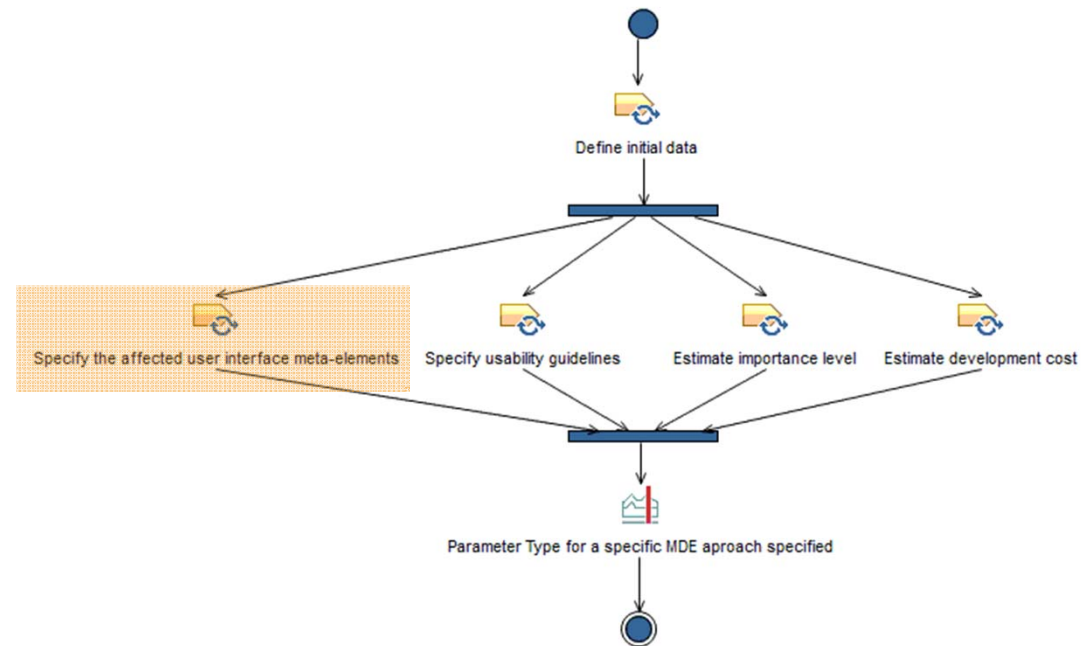 Define initial data
Specify the affected user interface meta-elements
Specify usability guidelines
Estimate importance level
Estimate development cost
Parameter Type for a specific MDE aproach specified